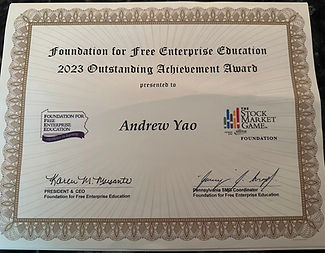 Foundation for Free Enterprise Education
2023 Outstanding Achievement Award
presented to
FOUNDATION FOR
FREE
ENTERPRISE
EDUCATION
Andrew Yao
THE
STOCK
MARKET
GAME
FOUNDATION
PRESIDENT & CEO
Foundation for Free Enterprise Education
Pennsylvania SMG Coordinator
Foundation for Free Enterprise Education